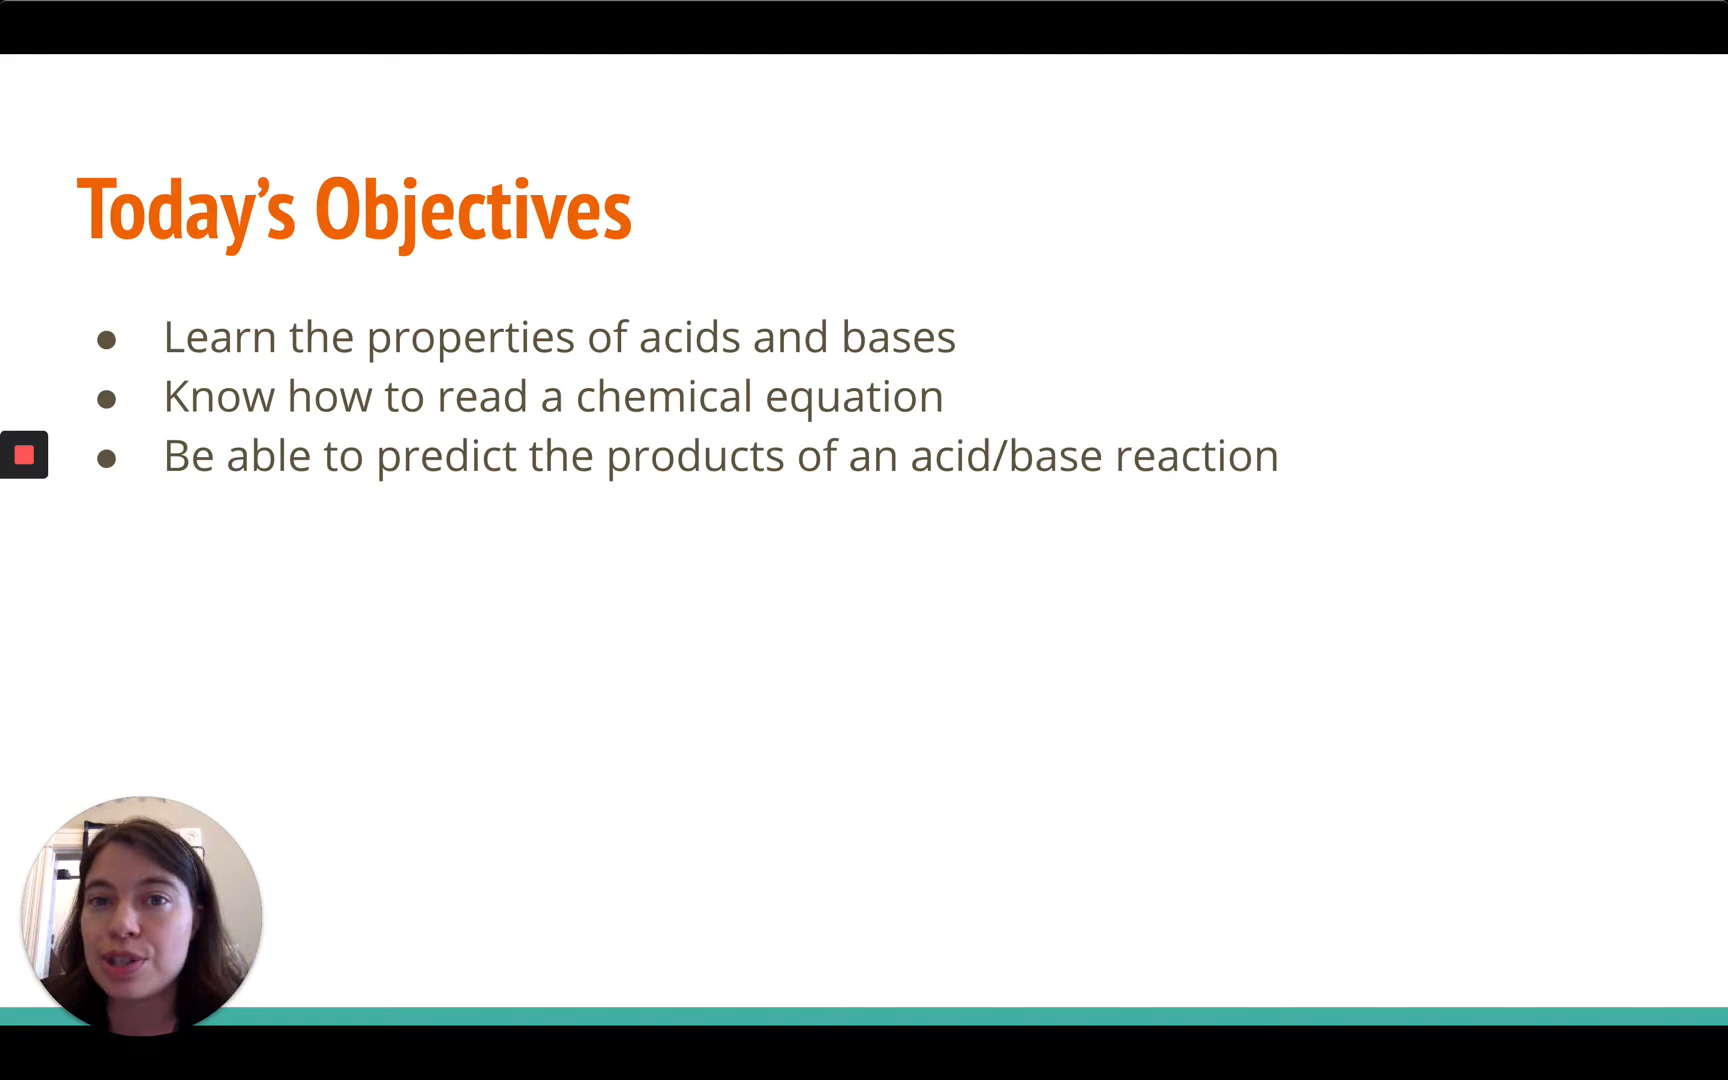 Today’s Objectives
● Learn the properties of acids and bases
● Know how to read a chemical equation
● Be able to predict the products of an acid/base reaction